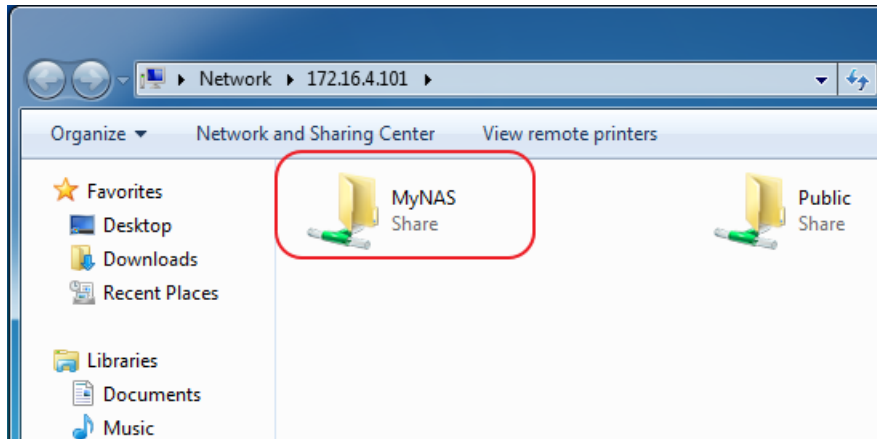 Network 172.16.4.101
Organize Network and Sharing Center View remote printers
Favorites
Desktop
Downloads
Recent Places
Libraries
Documents
Music
MyNAS
Share
Public
Share